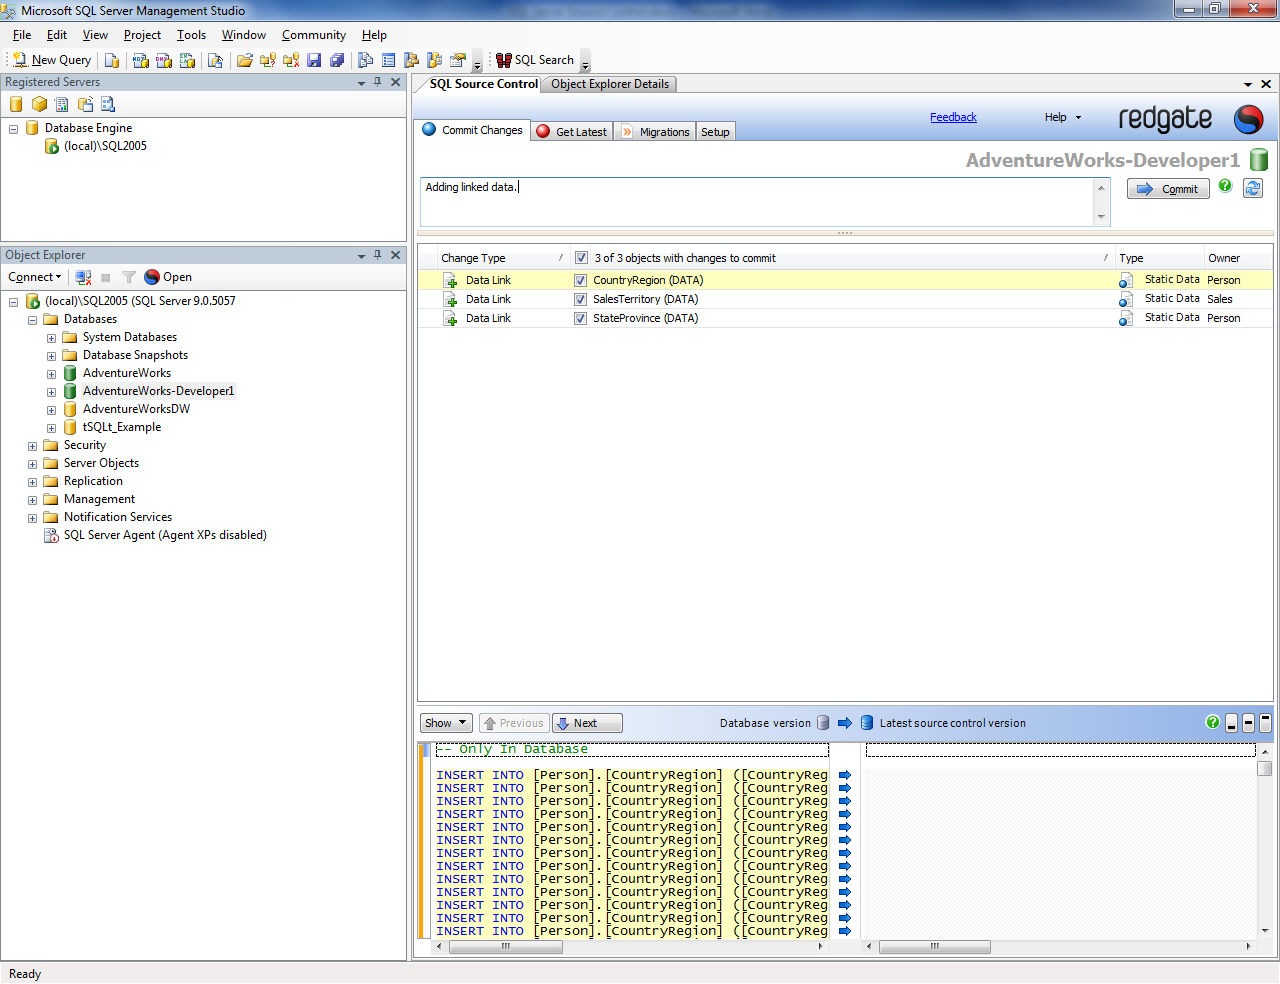 Microsoft SQL Server Management Studio
File Edit View Project Tools Window Community Help
New Query SQL Search
Registered Servers
Database Engine
(local)\SQL2005
Object Explorer
Connect Open
(local)\SQL2005 (SQL Server 9.0.5057
Databases
System Databases
Database Snapshots
AdventureWorks
AdventureWorks-Developer1
AdventureWorksDW
tSQLt_Example
Security
Server Objects
Replication
Management
Notification Services
SQL Server Agent (Agent XPs disabled)
SQL Source Control Object Explorer Details
Feedback Help redgate
Commit Changes Get Latest Migrations Setup
AdventureWorks-Developer1
Adding linked data.
Commit
Change Type 3 of 3 objects with changes to commit Type Owner
Data Link CountryRegion (DATA) Static Data Person
Data Link SalesTerritory (DATA) Static Data Sales
Data Link StateProvince (DATA) Static Data Person
Show Previous Next Database version Latest source control version
-- Only In Database
INSERT INTO [Person].[CountryRegion] ([CountryReg
INSERT INTO [Person].[CountryRegion] ([CountryReg
INSERT INTO [Person].[CountryRegion] ([CountryReg
INSERT INTO [Person].[CountryRegion] ([CountryReg
INSERT INTO [Person].[CountryRegion] ([CountryReg
INSERT INTO [Person].[CountryRegion] ([CountryReg
INSERT INTO [Person].[CountryRegion] ([CountryReg
INSERT INTO [Person].[CountryRegion] ([CountryReg
INSERT INTO [Person].[CountryRegion] ([CountryReg
INSERT INTO [Person].[CountryRegion] ([CountryReg
INSERT INTO [Person].[CountryRegion] ([CountryReg
INSERT INTO [Person].[CountryRegion] ([CountryReg
INSERT INTO [Person].[CountryRegion] ([CountryReg
Ready